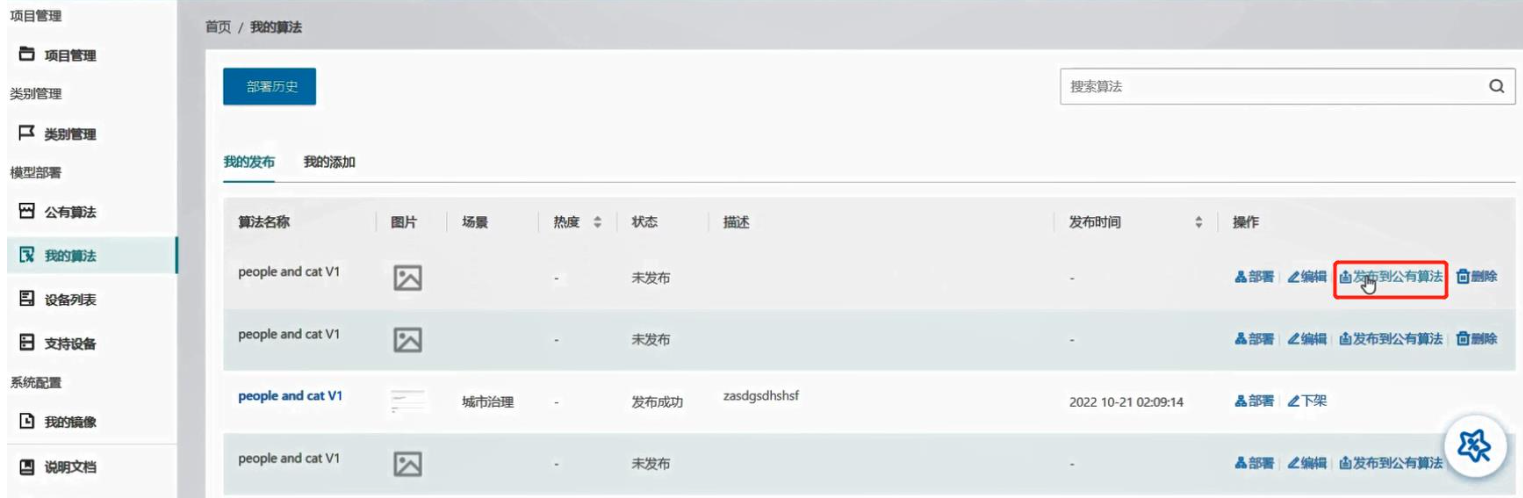 项目管理
项目管理
类别管理
类别管理
模型部署
公有算法
我的算法
设备列表
支持设备
系统配置
我的镜像
说明文档
首页 / 我的算法
部署历史
搜索算法
我的发布 我的添加
算法名称 图片 场景 热度 状态 描述 发布时间 操作
people and cat V1 - 未发布 - 部署 编辑 发布到公有算法 删除
people and cat V1 - 未发布 - 部署 编辑 发布到公有算法 删除
people and cat V1 城市治理 - 发布成功 zasdgsdhshsf 2022 10-21 02:09:14 部署 下架
people and cat V1 - 未发布 - 部署 编辑 发布到公有算法